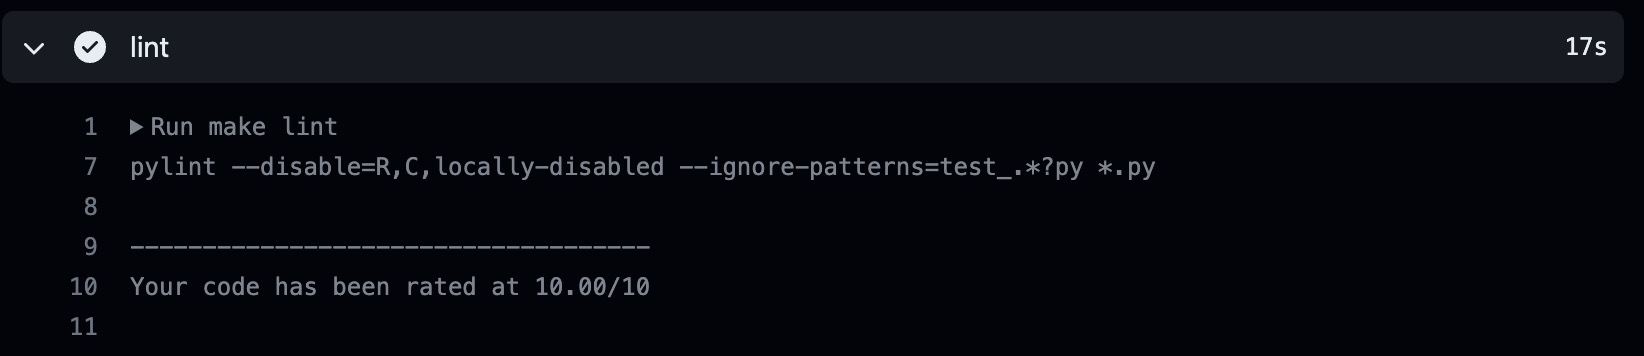 lint 17s
1 Run make lint
7 pylint --disable=R,C,locally-disabled --ignore-patterns=test_.*?py *.py
8
9 ------------------------------------
10 Your code has been rated at 10.00/10
11